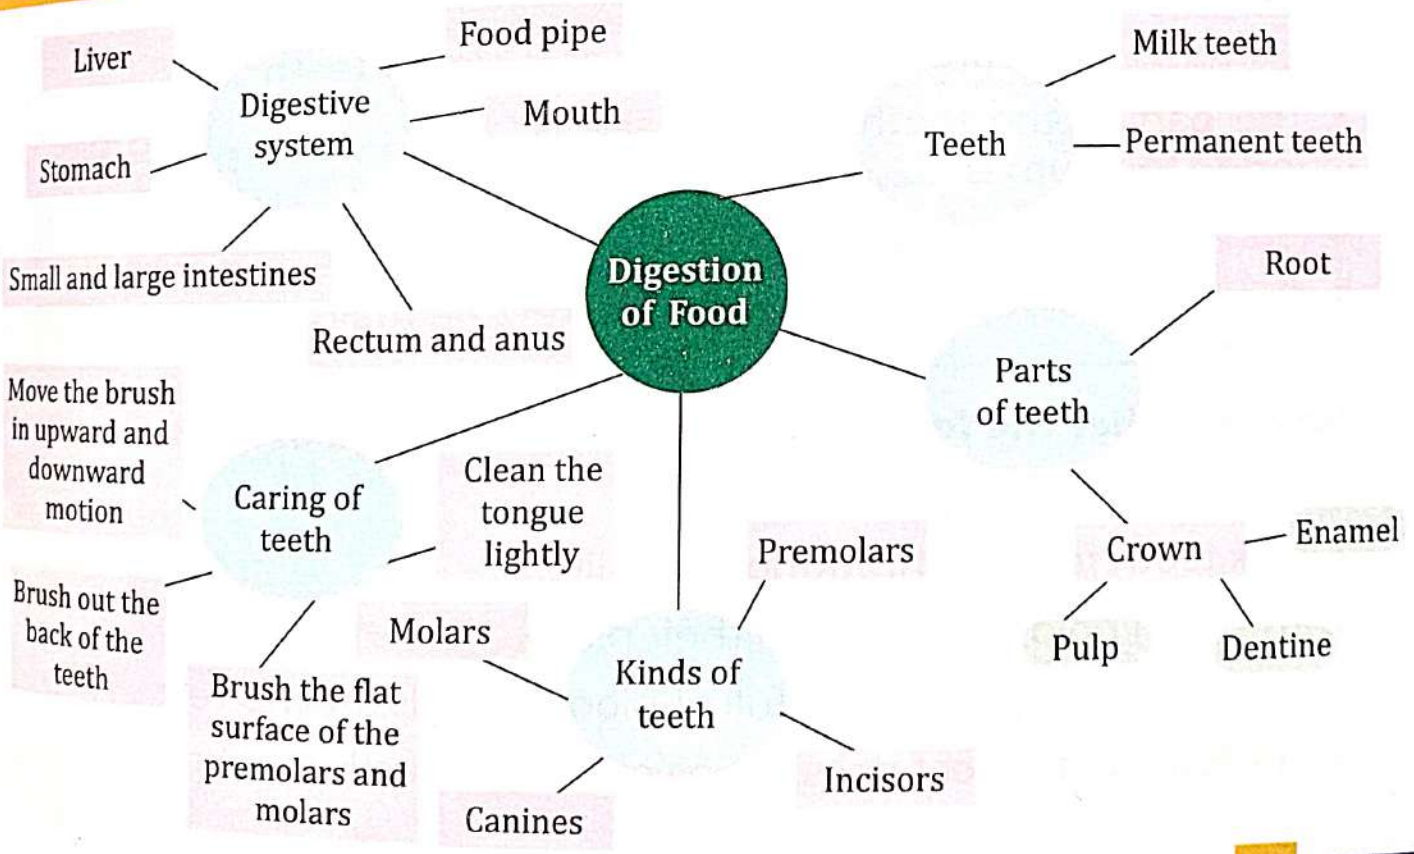 Liver
Food pipe
Digestive
system
Mouth
Stomach
Small and large intestines
Rectum and anus
Milk teeth
Teeth
Permanent teeth
Digestion
of Food
Root
Parts
of teeth
Crown
Enamel
Pulp
Dentine
Move the brush
in upward and
downward
motion
Caring of
teeth
Clean the
tongue
lightly
Brush out the
back of the
teeth
Brush the flat
surface of the
premolars and
molars
Premolars
Molars
Kinds of
teeth
Canines
Incisors